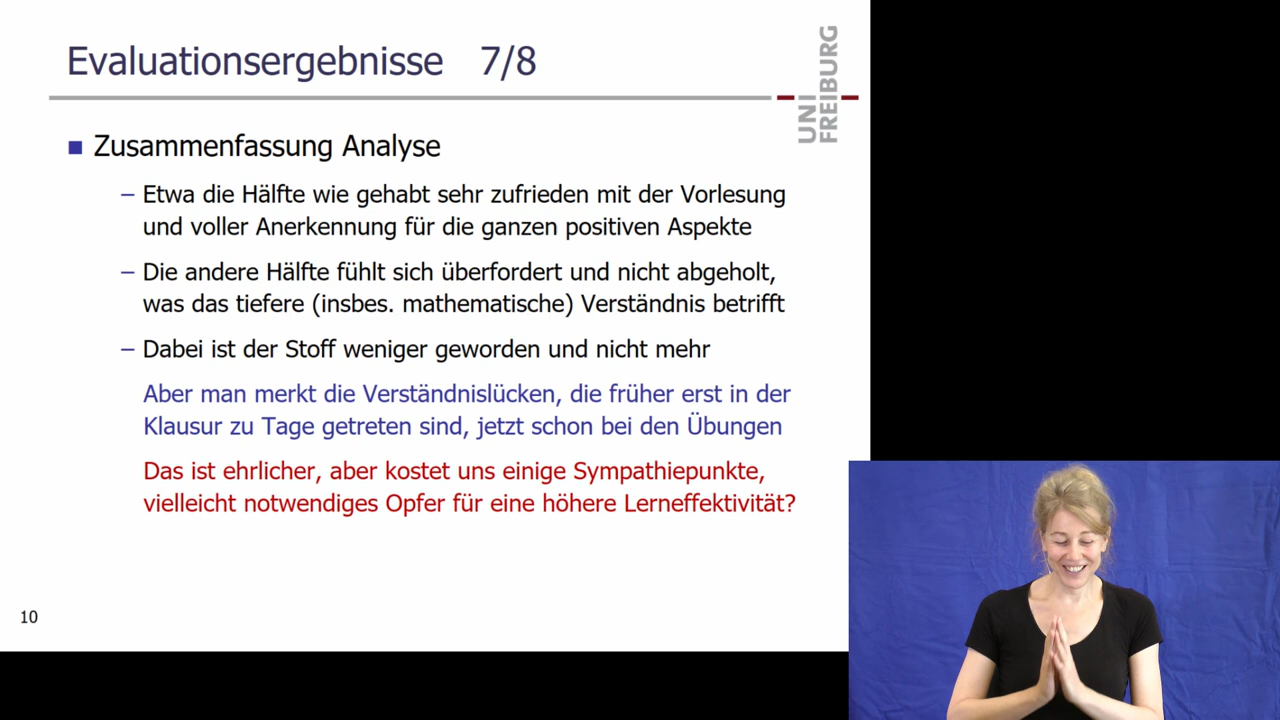 Evaluationsergebnisse 7/8
UNI
FREIBURG
■ Zusammenfassung Analyse
– Etwa die Hälfte wie gehabt sehr zufrieden mit der Vorlesung
und voller Anerkennung für die ganzen positiven Aspekte
– Die andere Hälfte fühlt sich überfordert und nicht abgeholt,
was das tiefere (insbes. mathematische) Verständnis betrifft
– Dabei ist der Stoff weniger geworden und nicht mehr
Aber man merkt die Verständnislücken, die früher erst in der
Klausur zu Tage getreten sind, jetzt schon bei den Übungen
Das ist ehrlicher, aber kostet uns einige Sympathiepunkte,
vielleicht notwendiges Opfer für eine höhere Lerneffektivität?
10